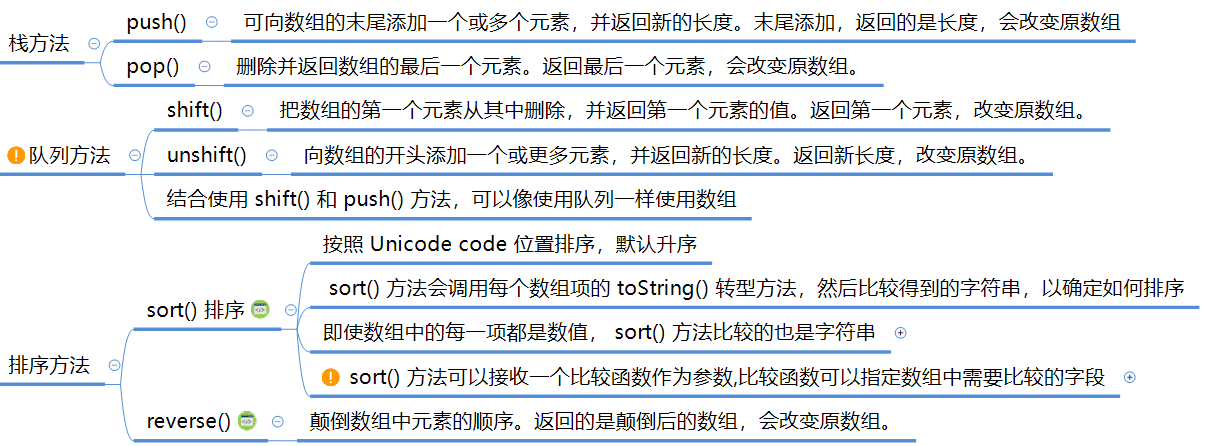 栈方法
push()
可向数组的末尾添加一个或多个元素，并返回新的长度。末尾添加，返回的是长度，会改变原数组
pop()
删除并返回数组的最后一个元素。返回最后一个元素，会改变原数组。
队列方法
shift()
把数组的第一个元素从其中删除，并返回第一个元素的值。返回第一个元素，改变原数组。
unshift()
向数组的开头添加一个或更多元素，并返回新的长度。返回新长度，改变原数组。
结合使用 shift() 和 push() 方法，可以像使用队列一样使用数组
排序方法
sort() 排序
按照 Unicode code 位置排序，默认升序
sort() 方法会调用每个数组项的 toString() 转型方法，然后比较得到的字符串，以确定如何排序
即使数组中的每一项都是数值， sort() 方法比较的也是字符串
sort() 方法可以接收一个比较函数作为参数,比较函数可以指定数组中需要比较的字段
reverse()
颠倒数组中元素的顺序。返回的是颠倒后的数组，会改变原数组。